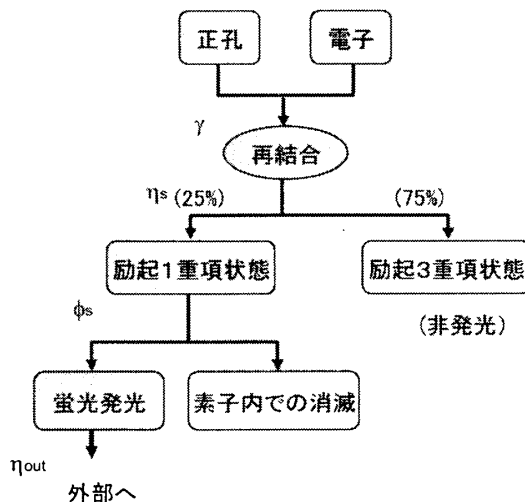 正孔
電子
γ
再結合
ηs (25%)
(75%)
励起1重項状態
励起3重項状態
ϕs
(非発光)
蛍光発光
素子内での消滅
ηout
外部へ